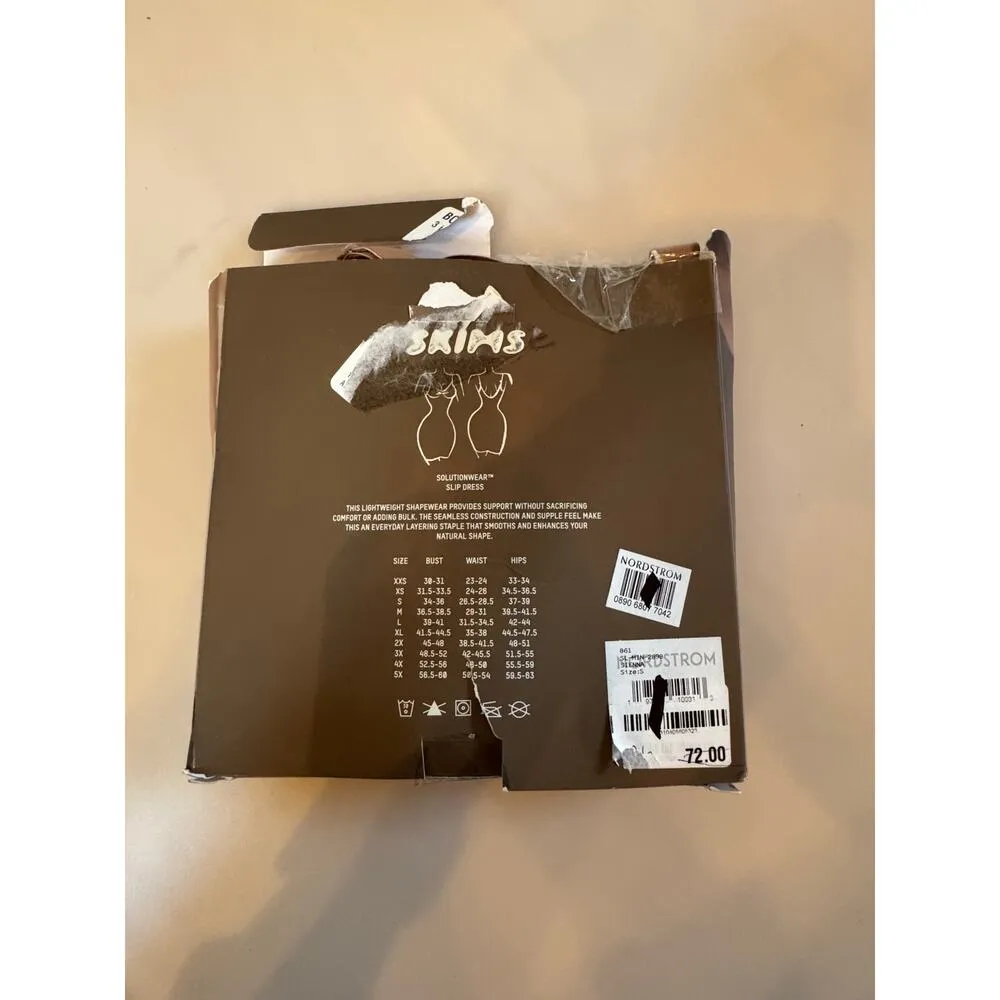 BO
3
SKIMS
A
SOLUTIONWEAR™
SLIP DRESS
THIS LIGHTWEIGHT SHAPEWEAR PROVIDES SUPPORT WITHOUT SACRIFICING
COMFORT OR ADDING BULK. THE SEAMLESS CONSTRUCTION AND SUPPLE FEEL MAKE
THIS AN EVERYDAY LAYERING STAPLE THAT SMOOTHS AND ENHANCES YOUR
NATURAL SHAPE.
SIZE BUST WAIST HIPS
XXS 30-31 23-24 33-34
XS 31.5-33.5 24-26 34.5-36.5
S 34-36 26.5-28.5 37-39
M 36.5-38.5 29-31 39.5-41.5
L 39-41 31.5-34.5 42-44
XL 41.5-44.5 35-38 44.5-47.5
2X 45-48 38.5-41.5 48-51
3X 48.5-52 42-45.5 51.5-55
4X 52.5-56 46-50 55.5-59
5X 56.5-60 50.5-54 59.5-63
NORDSTROM
0890 6807 7042
861
NORDSTROM
SIENNA
Size:S
10031
72.00